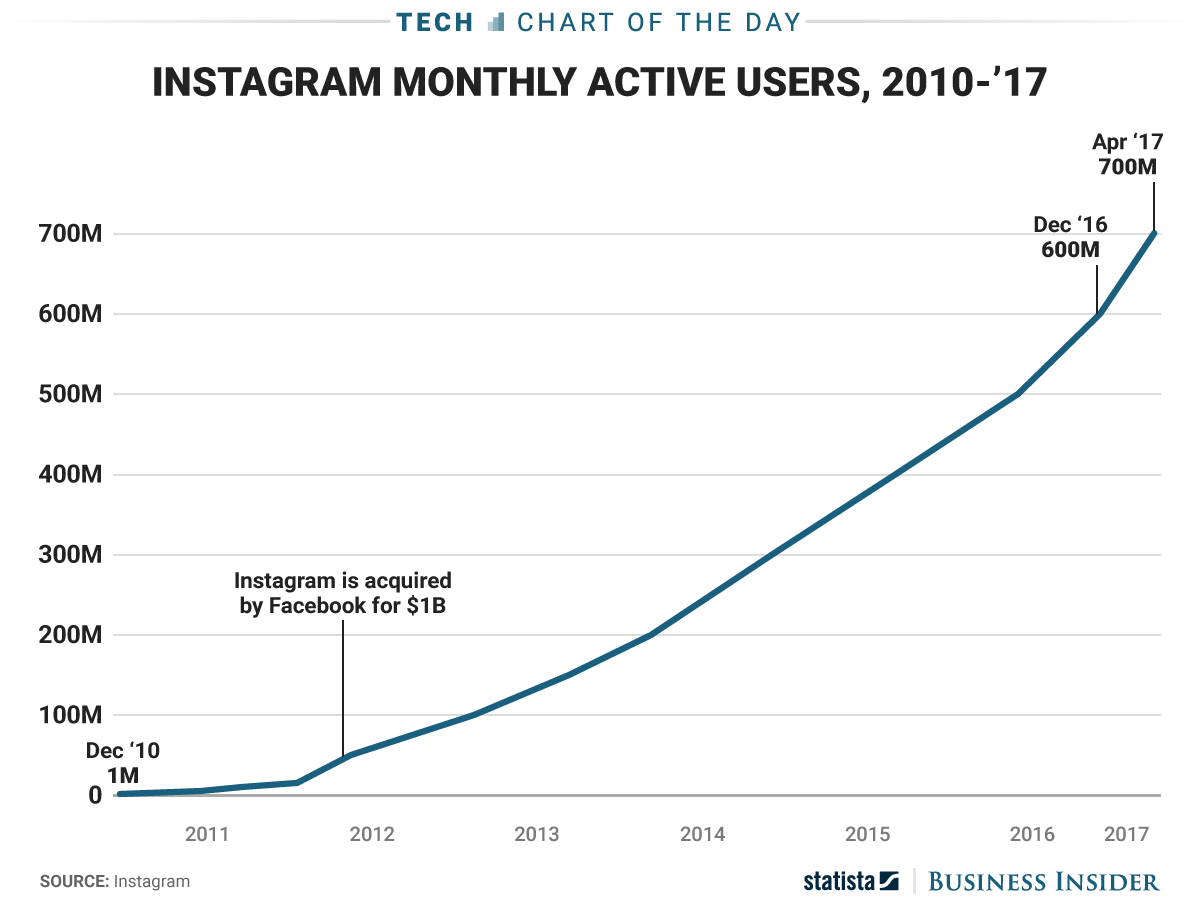 TECH CHART OF THE DAY
INSTAGRAM MONTHLY ACTIVE USERS, 2010-’17
Apr ‘17
700M
Dec ‘16
600M
700M
600M
500M
400M
300M
200M
100M
0
Instagram is acquired
by Facebook for $1B
Dec ‘10
1M
2011 2012 2013 2014 2015 2016 2017
SOURCE: Instagram
statista BUSINESS INSIDER